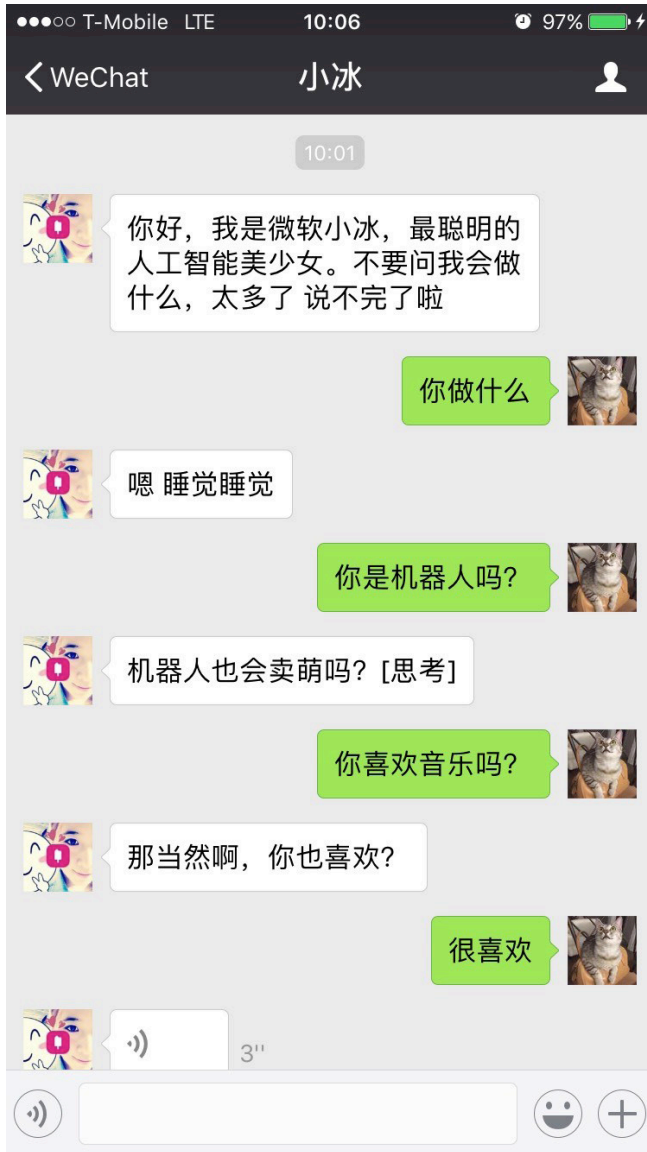 ●●●○○ T-Mobile LTE 10:06 97%
WeChat 小冰
10:01
你好，我是微软小冰，最聪明的
人工智能美少女。不要问我会做
什么，太多了 说不完了啦
你做什么
嗯 睡觉睡觉
你是机器人吗？
机器人也会卖萌吗？[思考]
你喜欢音乐吗？
那当然啊，你也喜欢？
很喜欢
3''